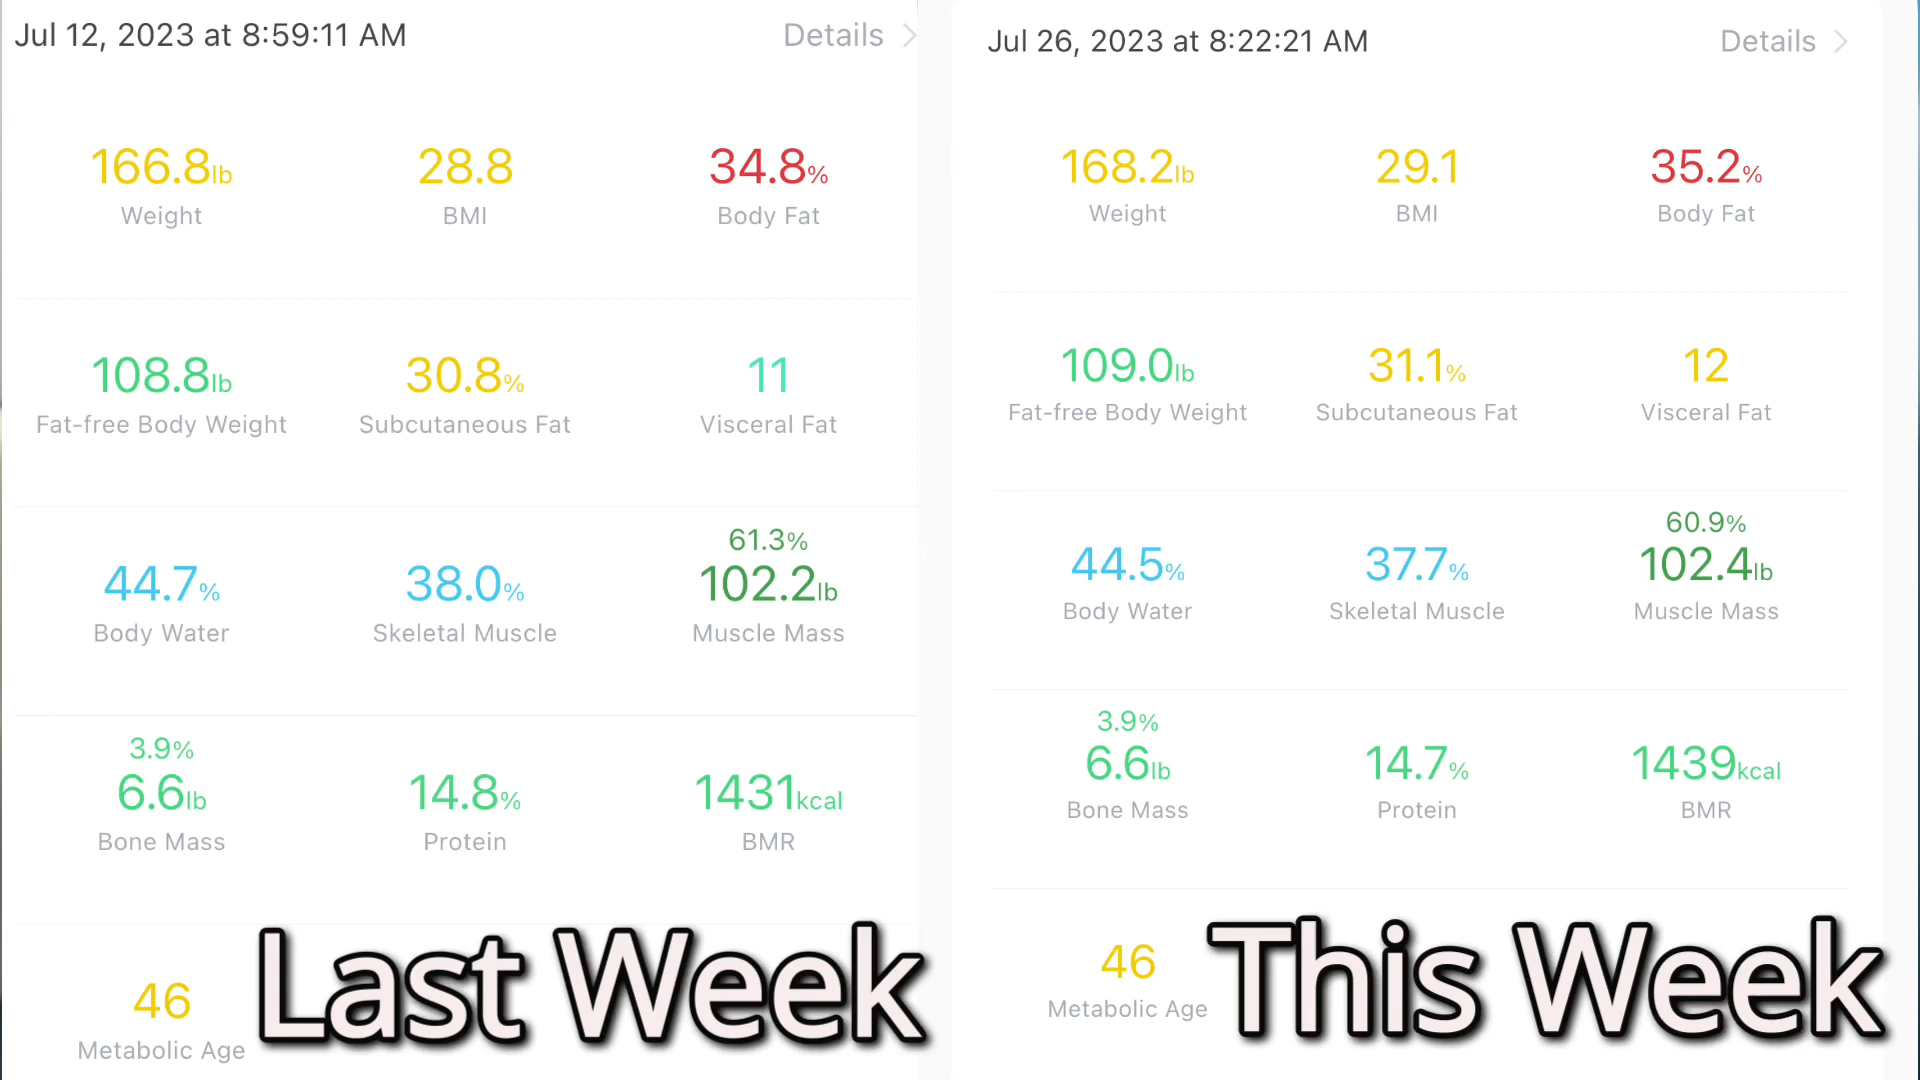 Jul 12, 2023 at 8:59:11 AM
Details
166.8lb 28.8 34.8%
Weight BMI Body Fat
108.8lb 30.8% 11
Fat-free Body Weight Subcutaneous Fat Visceral Fat
61.3%
44.7% 38.0% 102.2lb
Body Water Skeletal Muscle Muscle Mass
3.9%
6.6lb 14.8% 1431kcal
Bone Mass Protein BMR
46
Metabolic Age
Last Week
Jul 26, 2023 at 8:22:21 AM
Details
168.2lb 29.1 35.2%
Weight BMI Body Fat
109.0lb 31.1% 12
Fat-free Body Weight Subcutaneous Fat Visceral Fat
60.9%
44.5% 37.7% 102.4lb
Body Water Skeletal Muscle Muscle Mass
3.9%
6.6lb 14.7% 1439kcal
Bone Mass Protein BMR
46
Metabolic Age
This Week